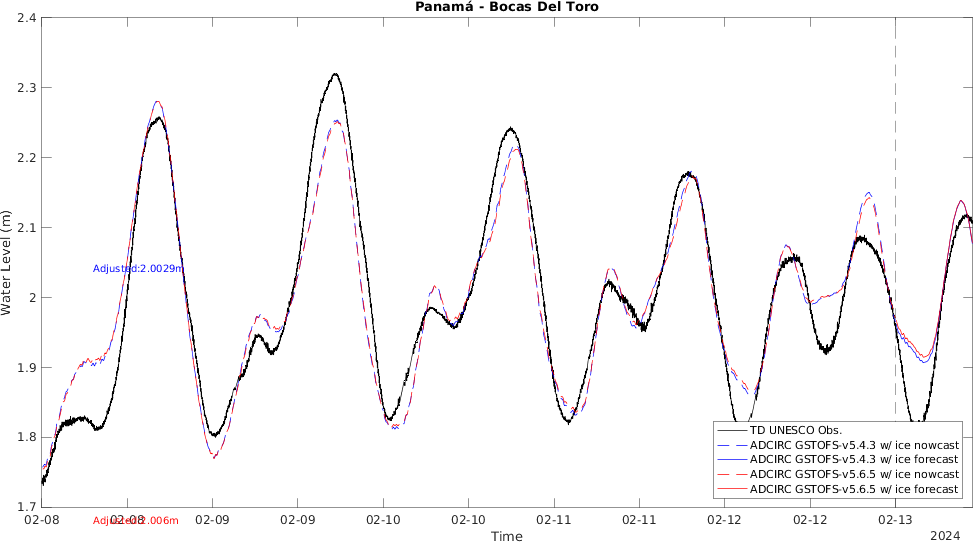 Panamá - Bocas Del Toro
2.4
2.3
2.2
2.1
2
1.9
1.8
1.7
Water Level (m)
Adjusted:2.0029m
Adjusted:2.006m
TD UNESCO Obs.
ADCIRC GSTOFS-v5.4.3 w/ ice nowcast
ADCIRC GSTOFS-v5.4.3 w/ ice forecast
ADCIRC GSTOFS-v5.6.5 w/ ice nowcast
ADCIRC GSTOFS-v5.6.5 w/ ice forecast
02-08 02-08 02-09 02-09 02-10 02-10 02-11 02-11 02-12 02-12 02-13
Time
2024